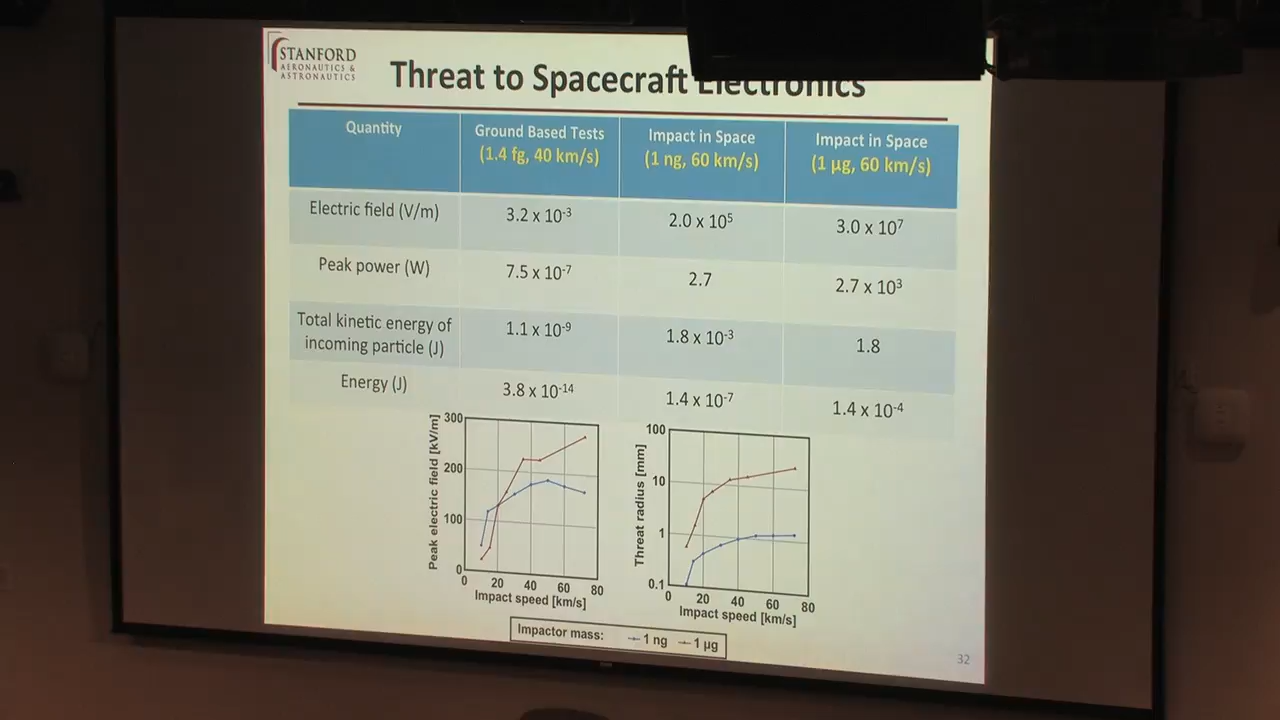 STANFORD
AERONAUTICS &
ASTRONAUTICS
Threat to Spacecraft Electronics
Quantity
Ground Based Tests
(1.4 fg, 40 km/s)
Impact in Space
(1 ng, 60 km/s)
Impact in Space
(1 µg, 60 km/s)
Electric field (V/m)
3.2 x 10⁻³
2.0 x 10⁵
3.0 x 10⁷
Peak power (W)
7.5 x 10⁻⁷
2.7
2.7 x 10³
Total kinetic energy of
incoming particle (J)
1.1 x 10⁻⁹
1.8 x 10⁻³
1.8
Energy (J)
3.8 x 10⁻¹⁴
1.4 x 10⁻⁷
1.4 x 10⁻⁴
Peak electric field [kV/m]
300
200
100
0
0 20 40 60 80
Impact speed [km/s]
Threat radius [mm]
100
10
1
0.1
0 20 40 60 80
Impact speed [km/s]
Impactor mass: 1 ng 1 µg
32